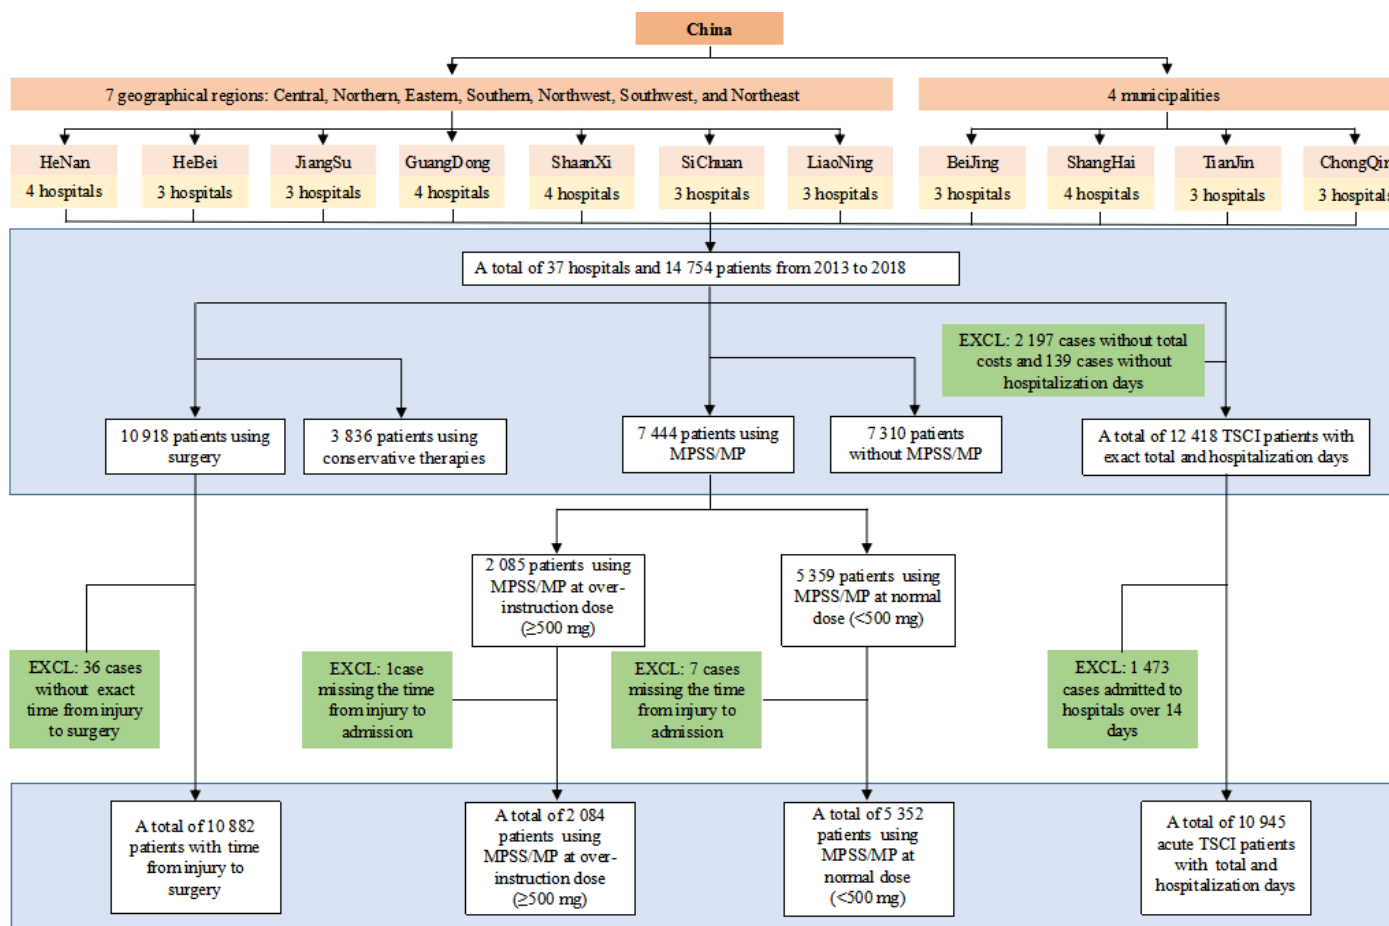 China
7 geographical regions: Central, Northern, Eastern, Southern, Northwest, Southwest, and Northeast
4 municipalities
HeNan
HeBei
JiangSu
GuangDong
ShaanXi
SiChuan
LiaoNing
BeiJing
ShangHai
TianJin
ChongQin
4 hospitals
3 hospitals
3 hospitals
4 hospitals
4 hospitals
3 hospitals
3 hospitals
3 hospitals
4 hospitals
3 hospitals
3 hospitals
A total of 37 hospitals and 14 754 patients from 2013 to 2018
EXCL: 2 197 cases without total
costs and 139 cases without
hospitalization days
10 918 patients using
surgery
3 836 patients using
conservative therapies
7 444 patients using
MPSS/MP
7 310 patients
without MPSS/MP
A total of 12 418 TSCI patients with
exact total and hospitalization days
2 085 patients using
MPSS/MP at over-
instruction dose
(≥500 mg)
5 359 patients using
MPSS/MP at normal
dose (<500 mg)
EXCL: 36 cases
without exact
time from injury
to surgery
EXCL: 1case
missing the time
from injury to
admission
EXCL: 7 cases
missing the time
from injury to
admission
EXCL: 1 473
cases admitted to
hospitals over 14
days
A total of 10 882
patients with time
from injury to
surgery
A total of 2 084
patients using
MPSS/MP at over-
instruction dose
(≥500 mg)
A total of 5 352
patients using
MPSS/MP at
normal dose
(<500 mg)
A total of 10 945
acute TSCI patients
with total and
hospitalization days